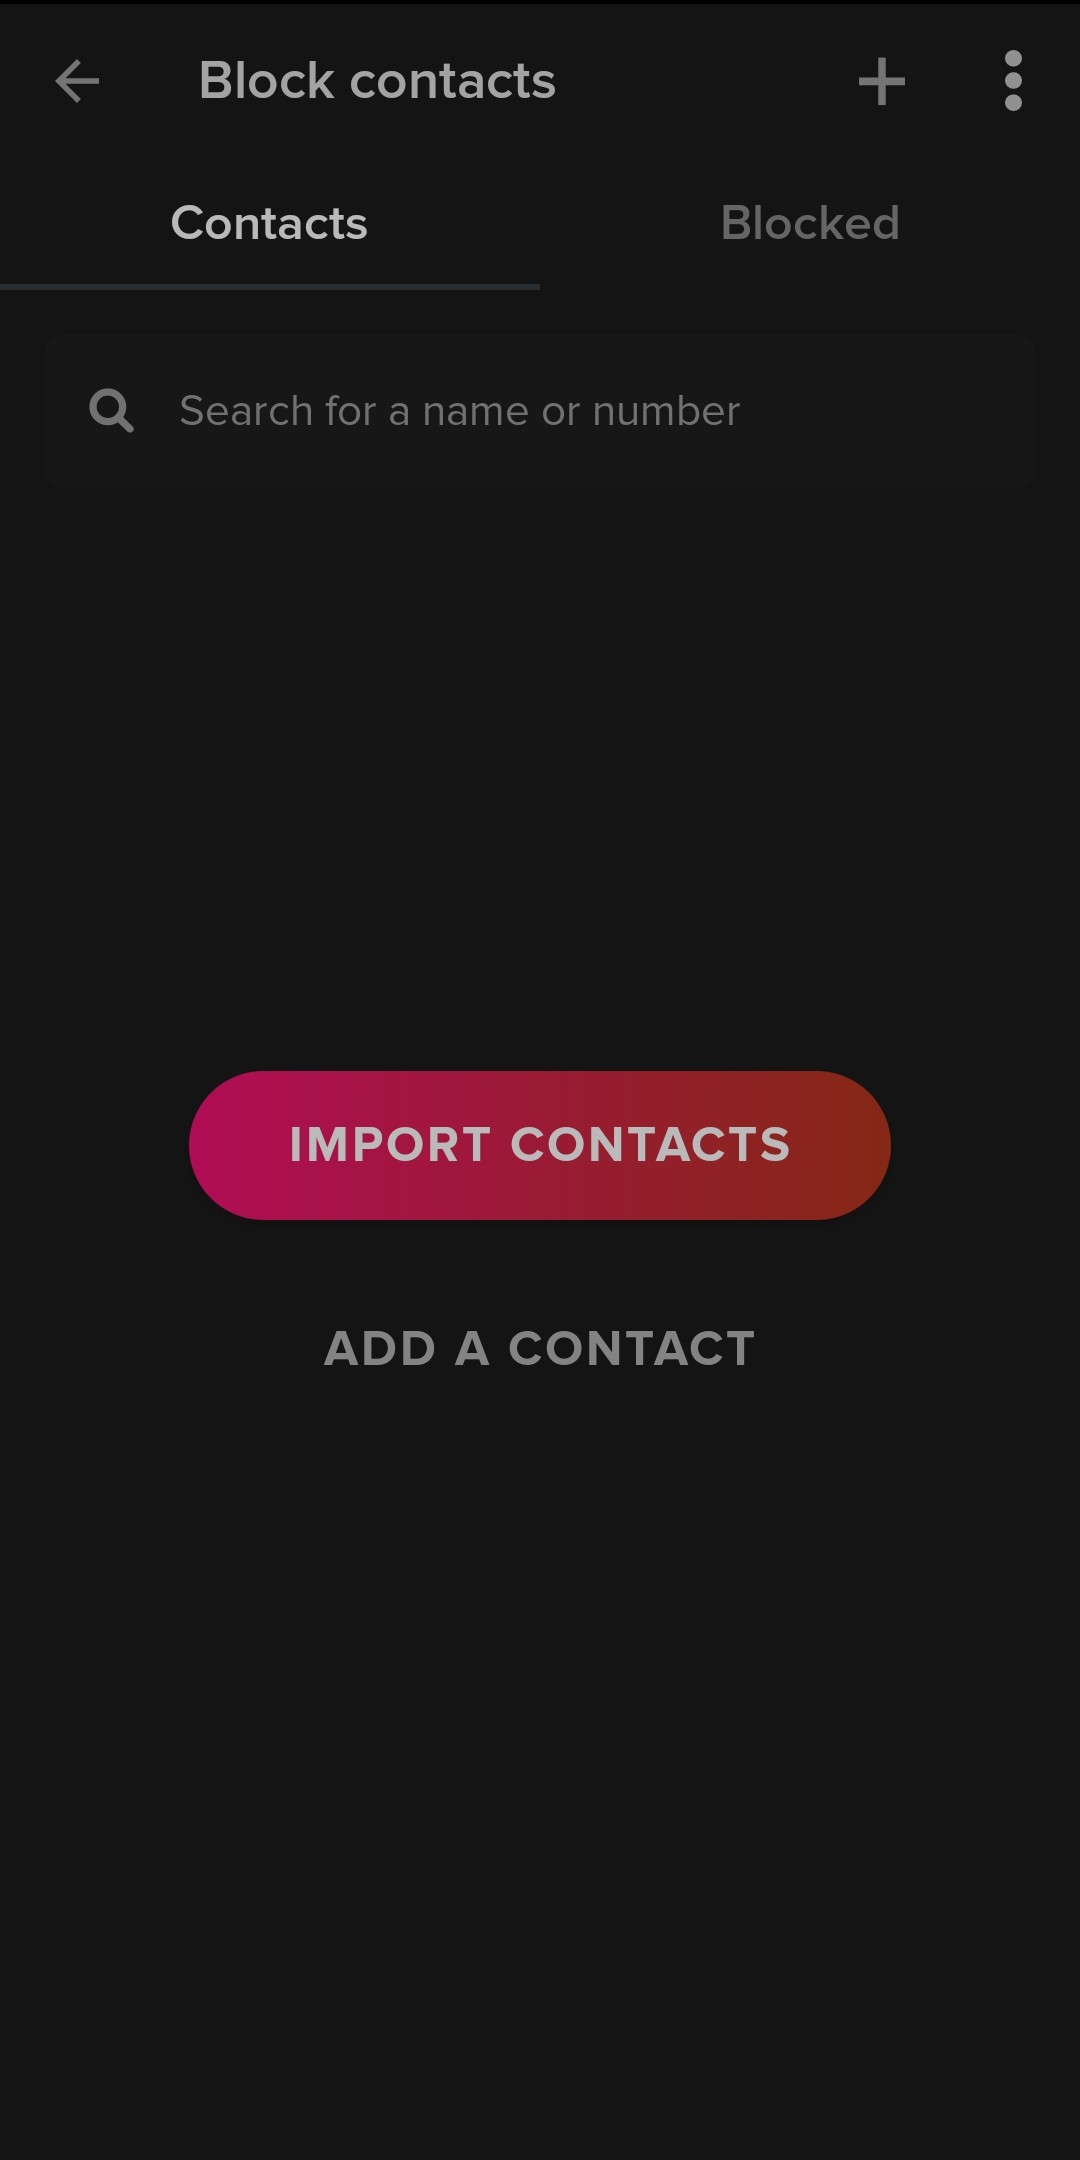 Block contacts
Contacts
Blocked
Search for a name or number
IMPORT CONTACTS
ADD A CONTACT